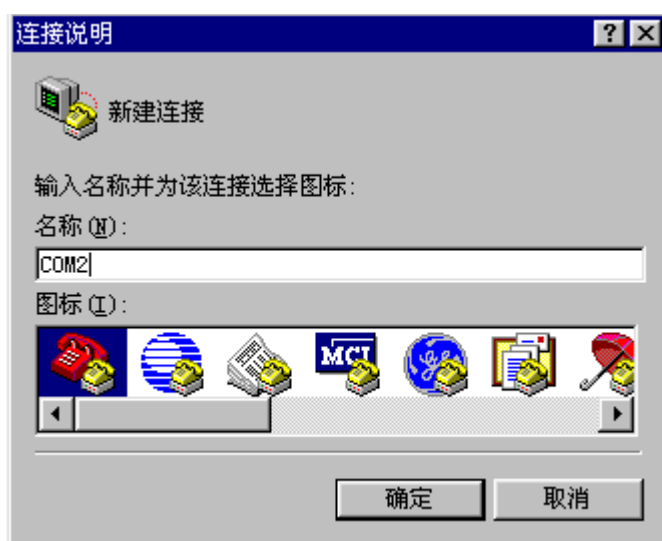 连接说明
新建连接
输入名称并为该连接选择图标:
名称(N):
COM2
图标(I):
MCI
确定
取消